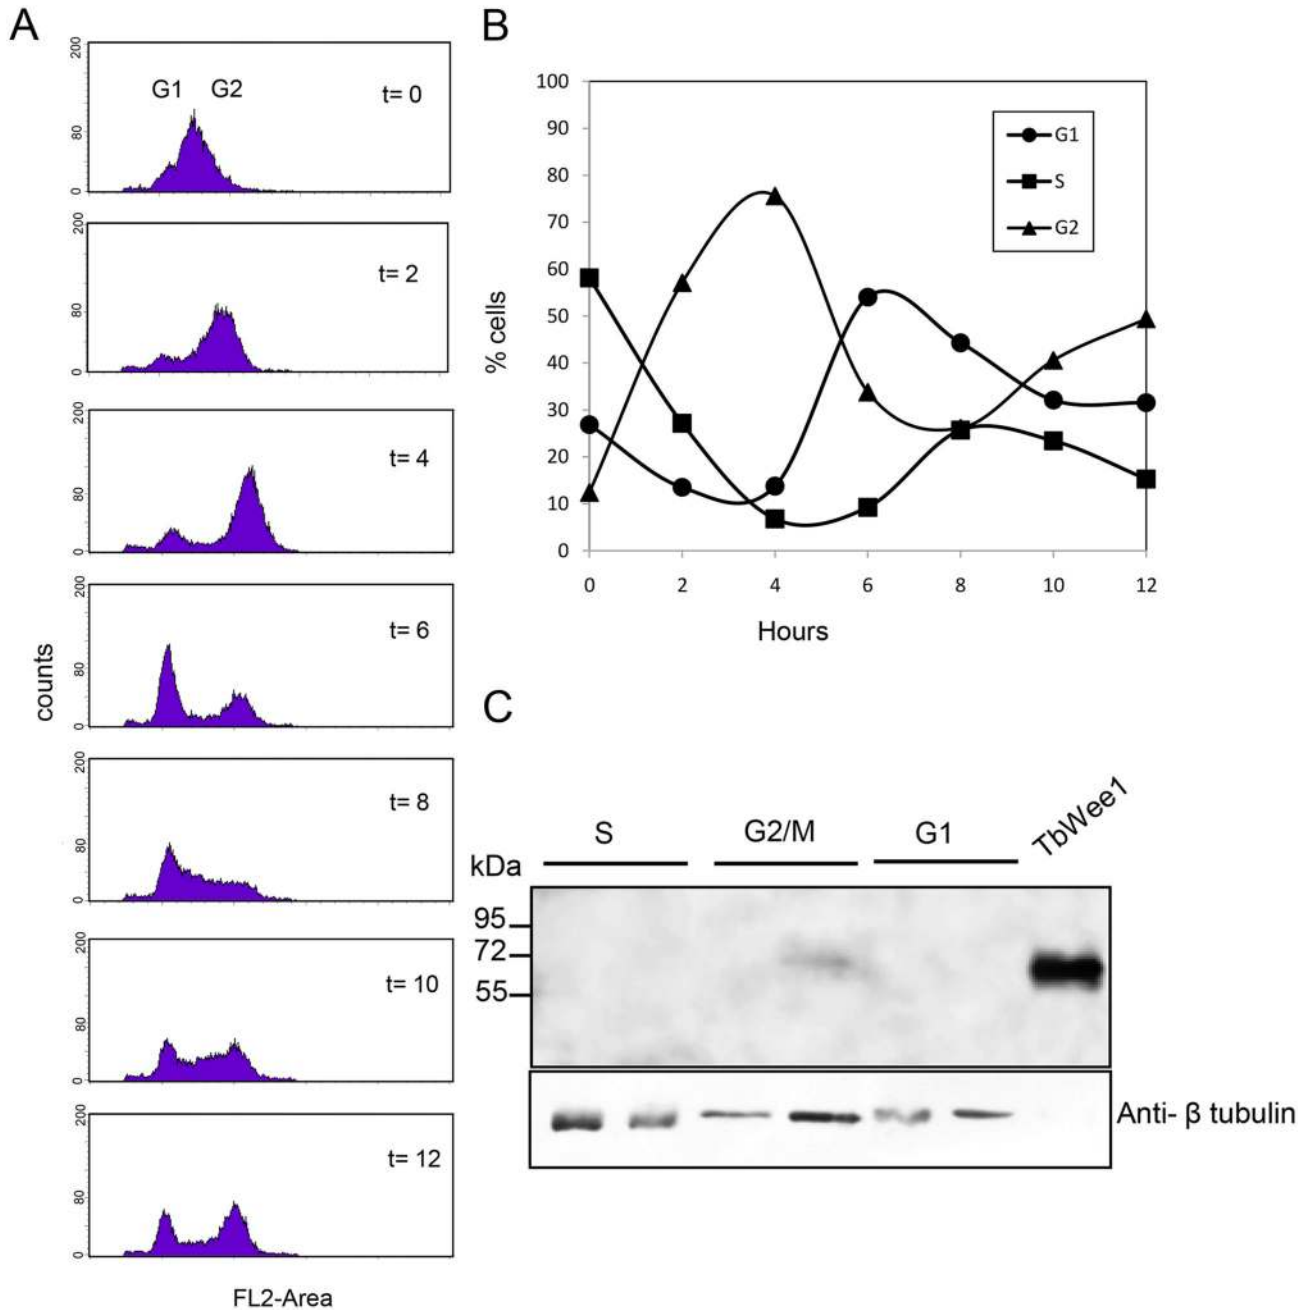 A
200
80
0
G1 G2
t= 0
200
80
0
t= 2
200
80
0
t= 4
200
80
0
t= 6
200
80
0
t= 8
200
80
0
t= 10
200
80
0
t= 12
counts
FL2-Area
B
100
90
80
70
60
50
40
30
20
10
0
% cells
0 2 4 6 8 10 12
Hours
G1
S
G2
C
S G2/M G1 TbWee1
kDa
95
72
55
Anti- β tubulin